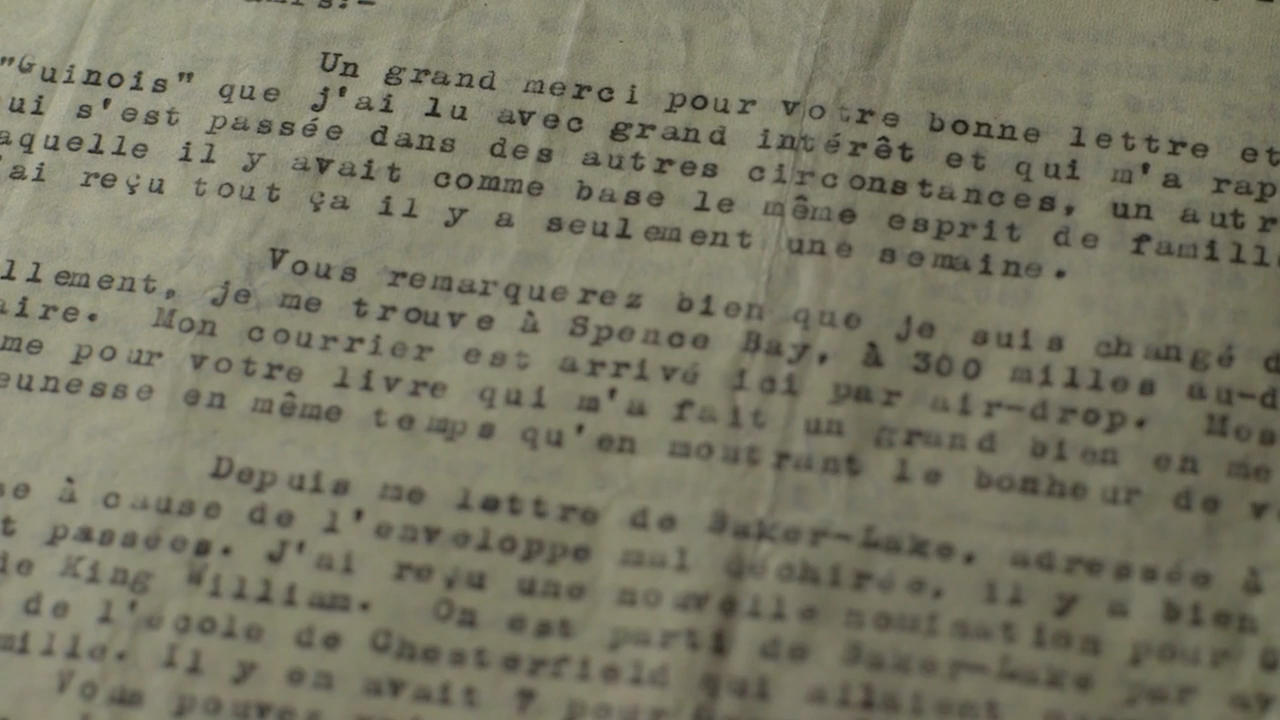 Un grand merci pour votre bonne lettre et
"Guinois" que j'ai lu avec grand intérêt et qui m'a rap
ui s'est passée dans des autres circonstances, un autr
aquelle il y avait comme base le même esprit de famill
'ai reçu tout ça il y a seulement une semaine.
Vous remarquerez bien que je suis changé d
llement, je me trouve à Spence Bay, à 300 milles au-d
aire. Mon courrier est arrivé ici par air-drop. Mes
me pour votre livre qui m'a fait un grand bien en me
eunesse en même temps qu'en montrant le bonheur de v
Depuis me lettre de Baker-Lake, adressée à
se à cause de l'enveloppe mal déchirée, il y a bien
t passées. J'ai reçu une nouvelle nomination pour
de King William. On est parti de Baker-Lake par av
de l'école de Chesterfield qui allaient
mille. Il y en avait 7 pour
Vous pouvez